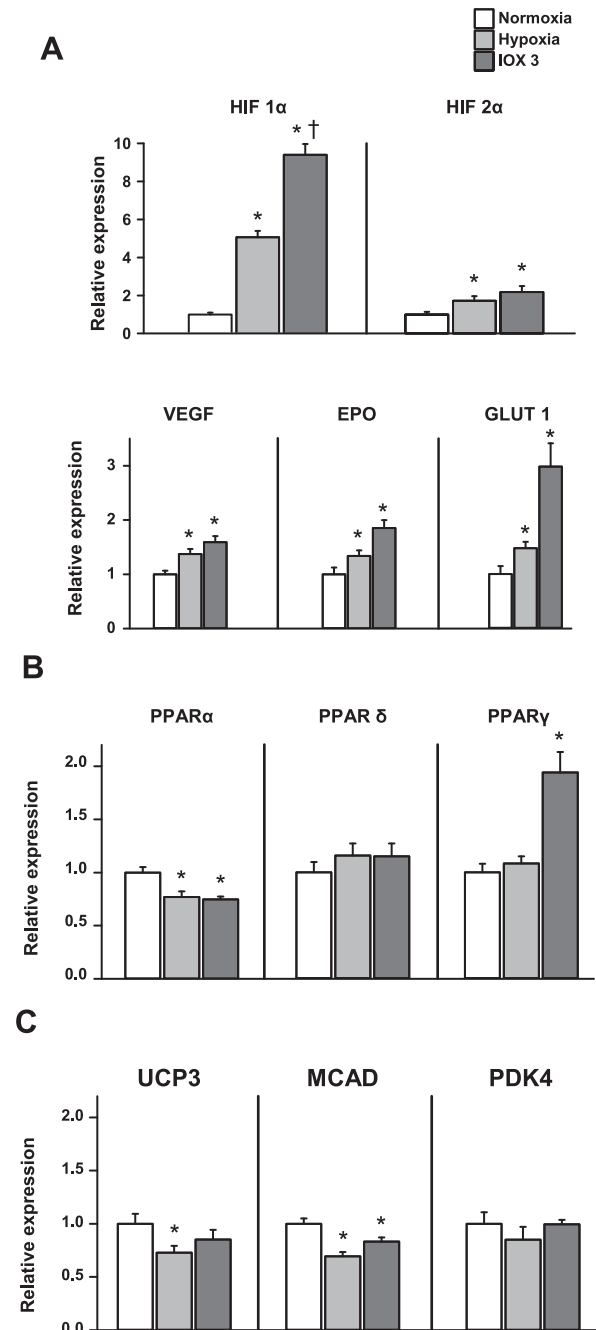 Normoxia
Hypoxia
IOX 3
A
HIF 1α HIF 2α
Relative expression
10
8
6
4
2
0
* * † * *
VEGF EPO GLUT 1
Relative expression
3
2
1
0
* * * * * *
B
PPARα PPAR δ PPARγ
Relative expression
2.0
1.5
1.0
0.5
0.0
* * *
C
UCP3 MCAD PDK4
Relative expression
2.0
1.5
1.0
0.5
0.0
* * *